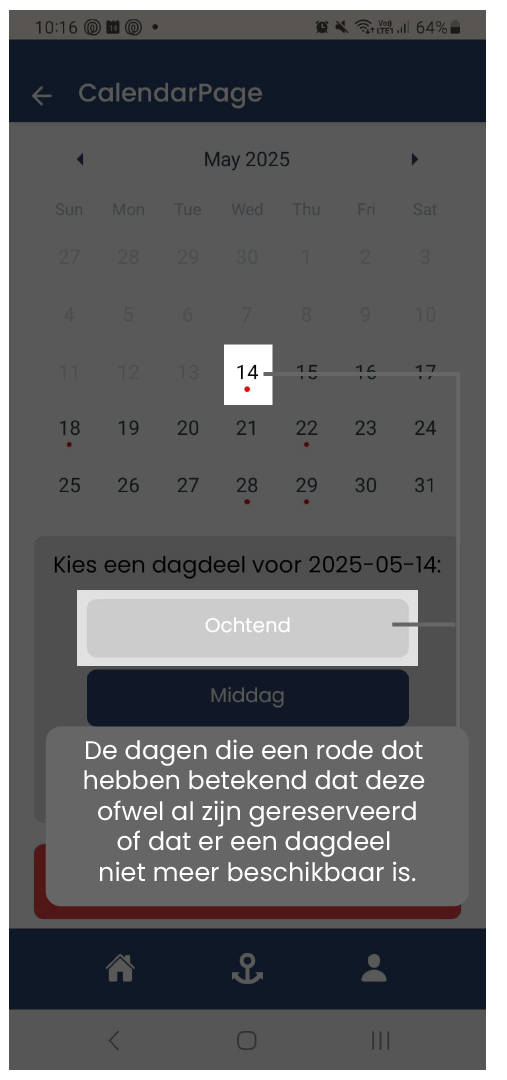 10:16 64%
CalendarPage
May 2025
Sun Mon Tue Wed Thu Fri Sat
27 28 29 30 1 2 3
4 5 6 7 8 9 10
11 12 13 14 15 16 17
18 19 20 21 22 23 24
25 26 27 28 29 30 31
Kies een dagdeel voor 2025-05-14:
Ochtend
Middag
De dagen die een rode dot
hebben betekend dat deze
ofwel al zijn gereserveerd
of dat er een dagdeel
niet meer beschikbaar is.